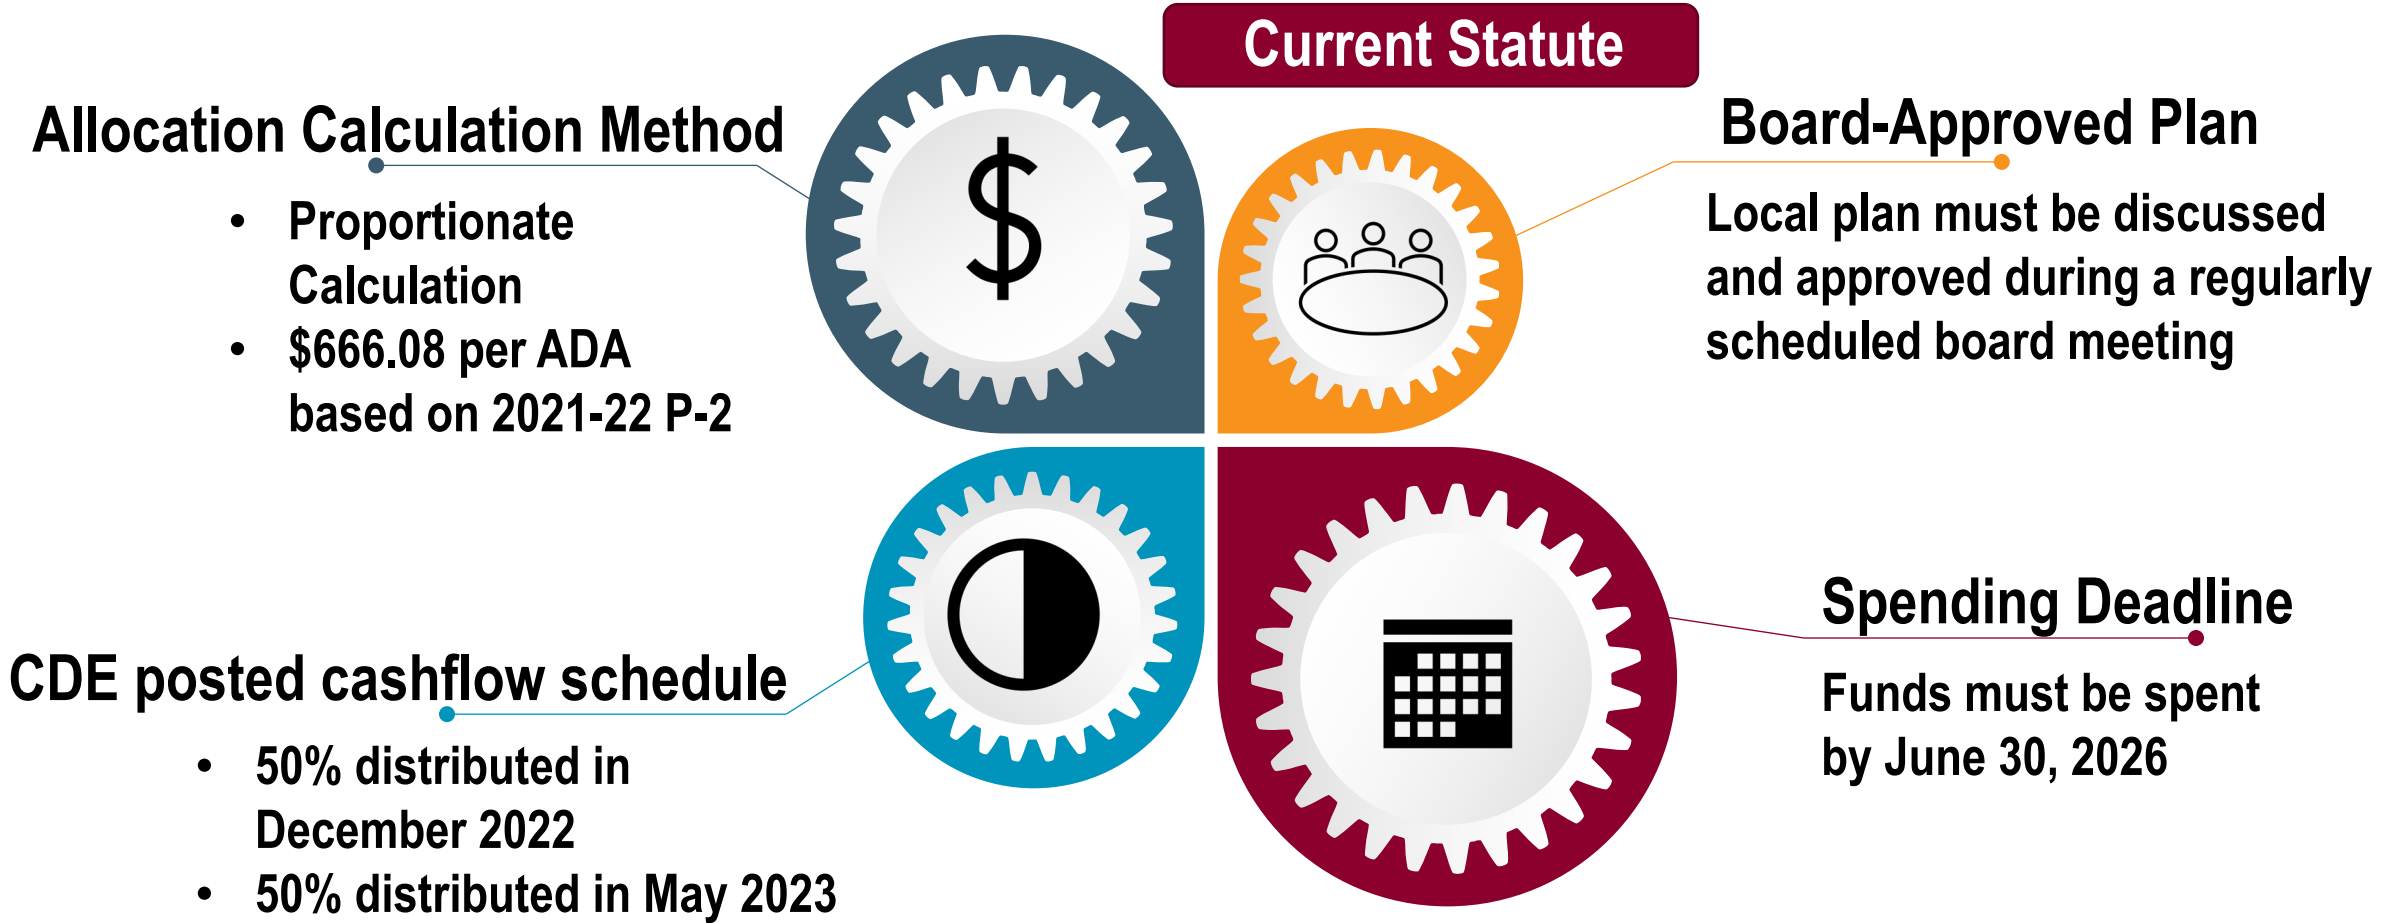 Current Statute
Allocation Calculation Method
• Proportionate
Calculation
• $666.08 per ADA
based on 2021-22 P-2
Board-Approved Plan
Local plan must be discussed
and approved during a regularly
scheduled board meeting
CDE posted cashflow schedule
• 50% distributed in
December 2022
• 50% distributed in May 2023
Spending Deadline
Funds must be spent
by June 30, 2026